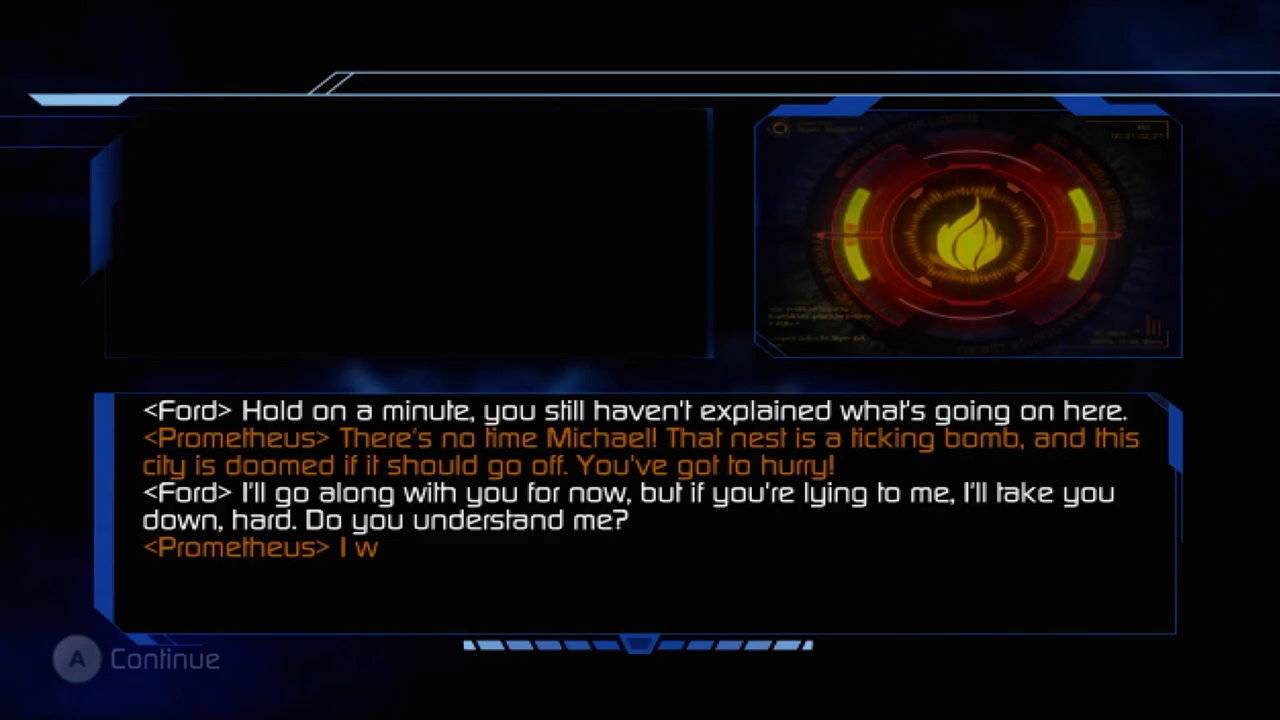 <Ford> Hold on a minute, you still haven't explained what's going on here.
<Prometheus> There's no time Michael! That nest is a ticking bomb, and this
city is doomed if it should go off. You've got to hurry!
<Ford> I'll go along with you for now, but if you're lying to me, I'll take you
down, hard. Do you understand me?
<Prometheus> I w
A Continue